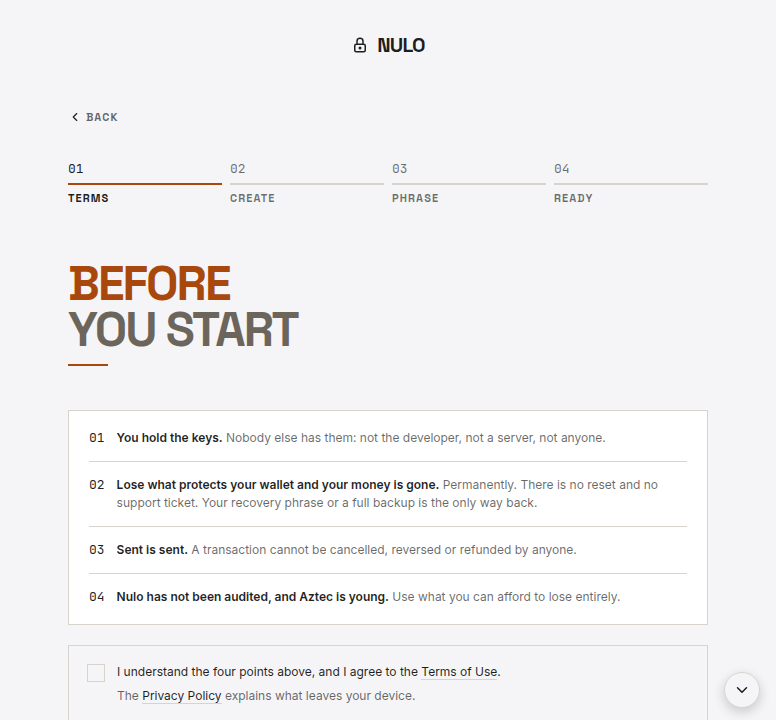 NULO
BACK
01
TERMS
02
CREATE
03
PHRASE
04
READY
BEFORE
YOU START
01 You hold the keys. Nobody else has them: not the developer, not a server, not anyone.
02 Lose what protects your wallet and your money is gone. Permanently. There is no reset and no
support ticket. Your recovery phrase or a full backup is the only way back.
03 Sent is sent. A transaction cannot be cancelled, reversed or refunded by anyone.
04 Nulo has not been audited, and Aztec is young. Use what you can afford to lose entirely.
I understand the four points above, and I agree to the Terms of Use.
The Privacy Policy explains what leaves your device.